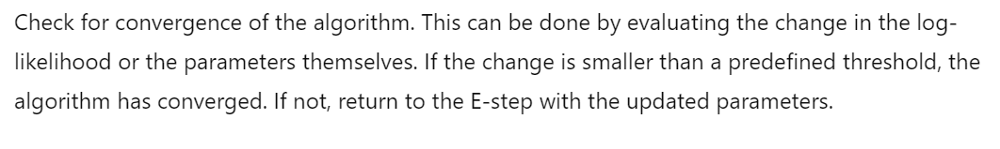 Check for convergence of the algorithm. This can be done by evaluating the change in the log-
likelihood or the parameters themselves. If the change is smaller than a predefined threshold, the
algorithm has converged. If not, return to the E-step with the updated parameters.